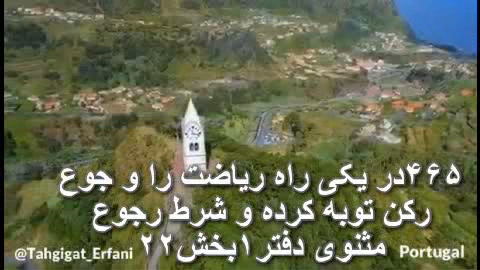 ۴۶۵در یکی راه ریاضت را و جوع
رکن توبه کرده و شرط رجوع
مثنوی دفتر۱بخش۲۲
@Tahgigat_Erfani
Portugal